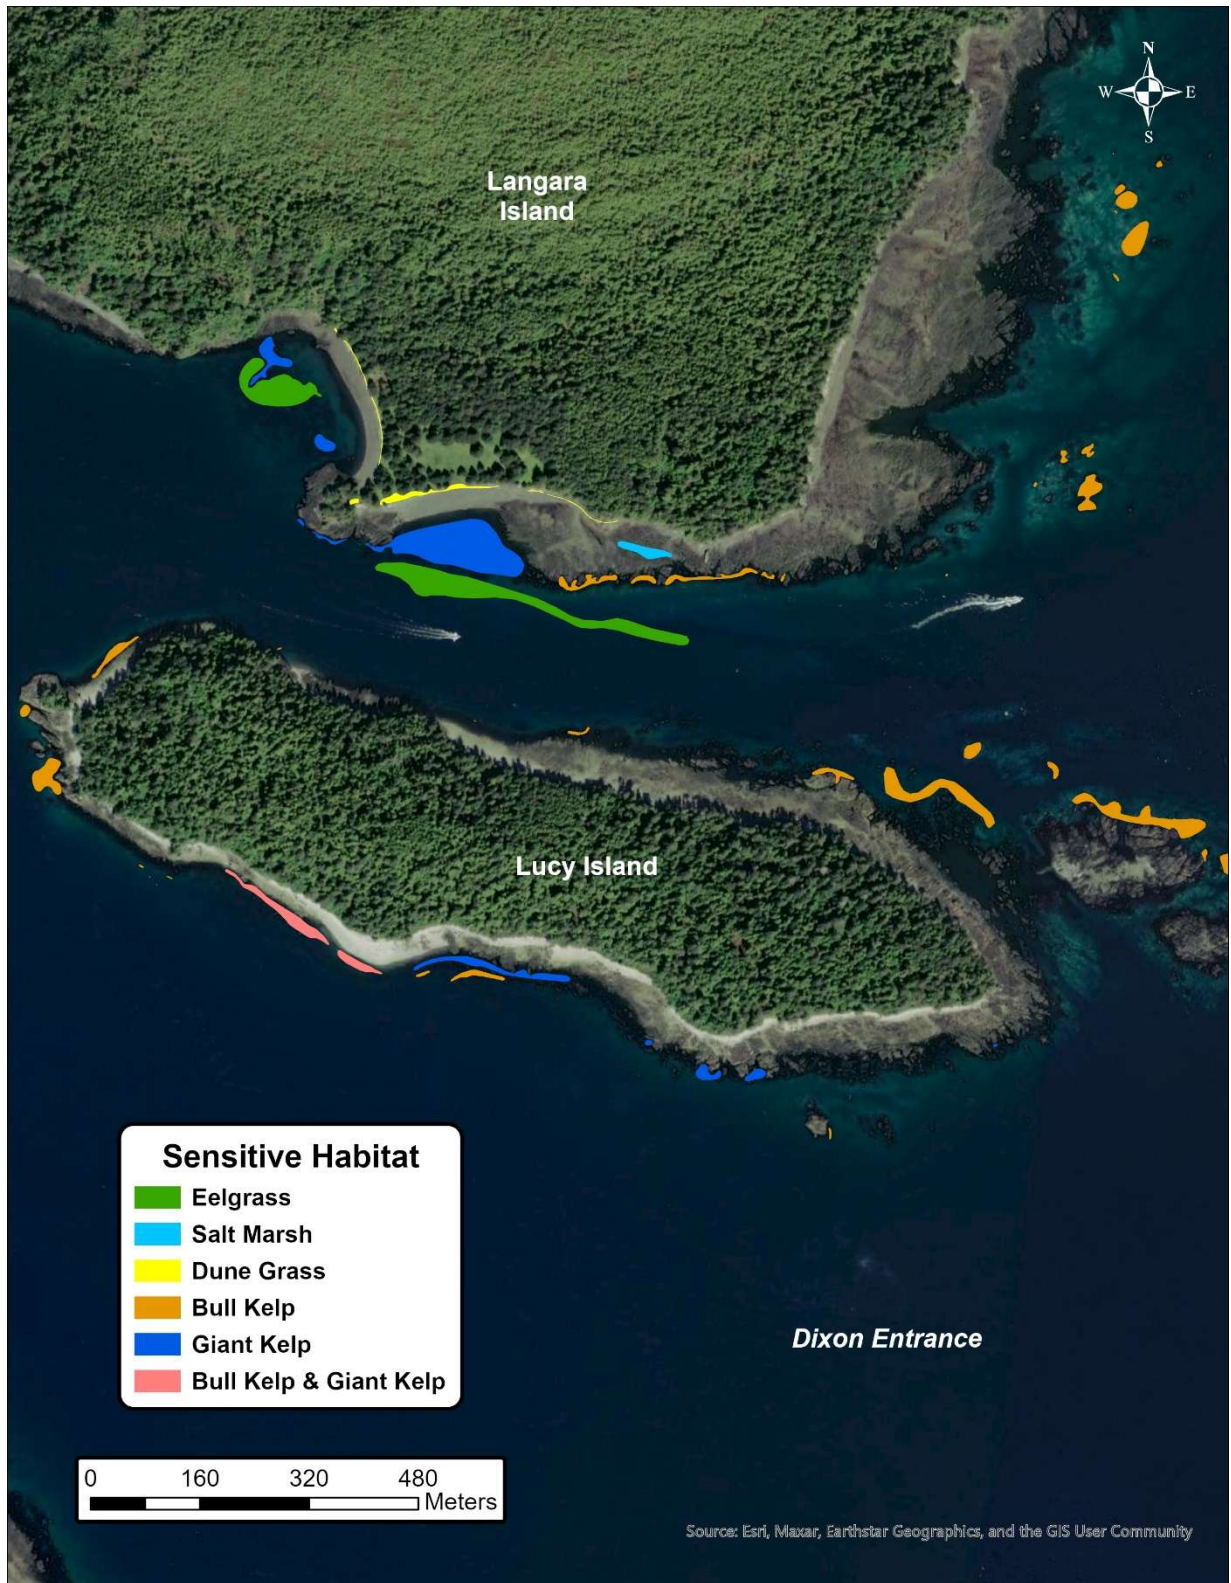 N
W E
S
Langara
Island
Lucy Island
Sensitive Habitat
Eelgrass
Salt Marsh
Dune Grass
Bull Kelp
Giant Kelp
Bull Kelp & Giant Kelp
Dixon Entrance
0 160 320 480
Meters
Source: Esri, Maxar, Earthstar Geographics, and the GIS User Community